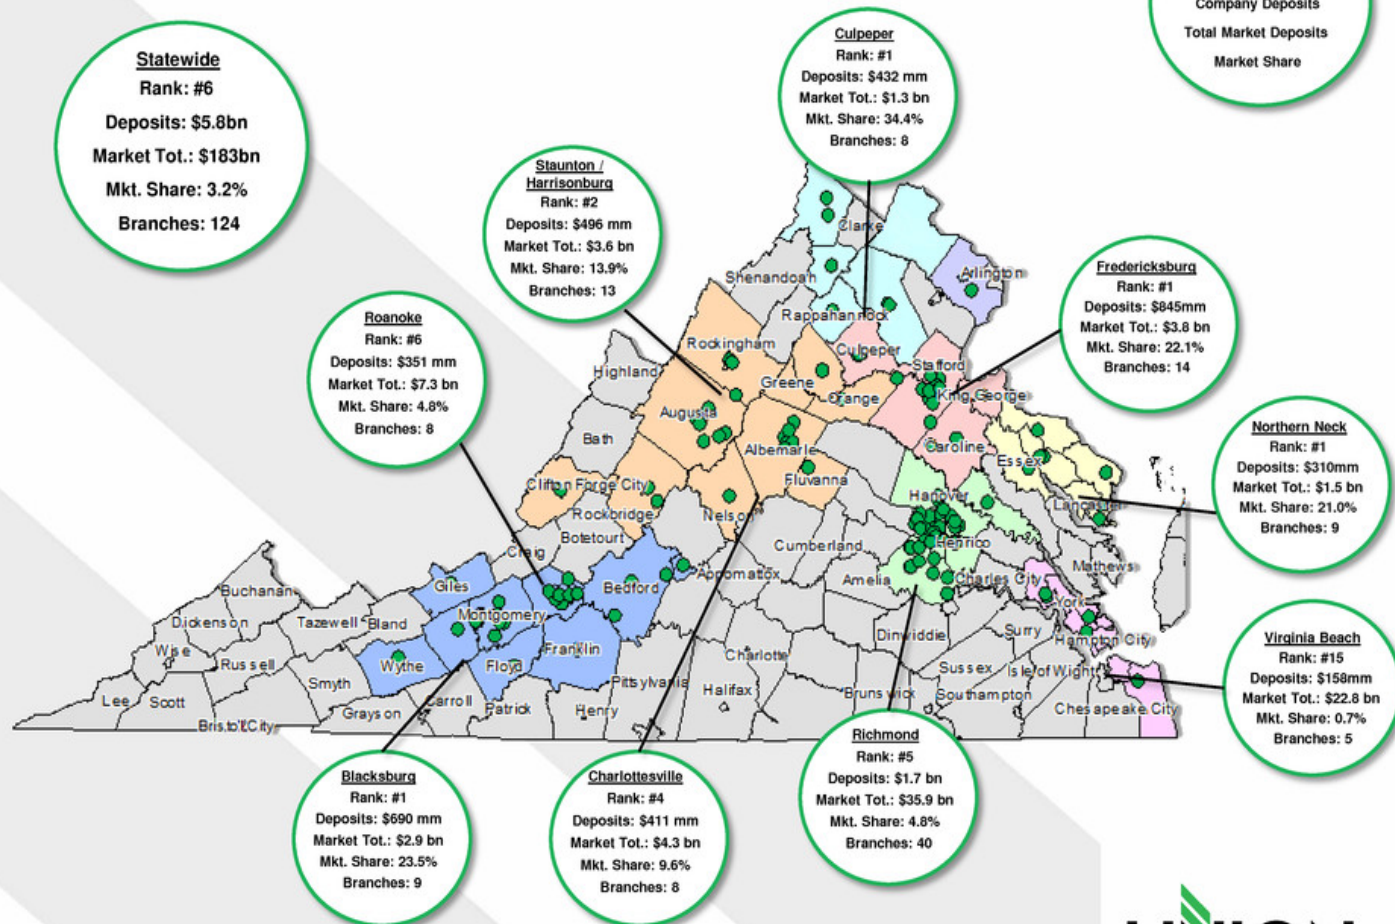 Company Deposits
Total Market Deposits
Market Share
Statewide
Rank: #6
Deposits: $5.8bn
Market Tot.: $183bn
Mkt. Share: 3.2%
Branches: 124
Culpeper
Rank: #1
Deposits: $432 mm
Market Tot.: $1.3 bn
Mkt. Share: 34.4%
Branches: 8
Staunton /
Harrisonburg
Rank: #2
Deposits: $496 mm
Market Tot.: $3.6 bn
Mkt. Share: 13.9%
Branches: 13
Fredericksburg
Rank: #1
Deposits: $845mm
Market Tot.: $3.8 bn
Mkt. Share: 22.1%
Branches: 14
Roanoke
Rank: #6
Deposits: $351 mm
Market Tot.: $7.3 bn
Mkt. Share: 4.8%
Branches: 8
Northern Neck
Rank: #1
Deposits: $310mm
Market Tot.: $1.5 bn
Mkt. Share: 21.0%
Branches: 9
Virginia Beach
Rank: #15
Deposits: $158mm
Market Tot.: $22.8 bn
Mkt. Share: 0.7%
Branches: 5
Blacksburg
Rank: #1
Deposits: $690 mm
Market Tot.: $2.9 bn
Mkt. Share: 23.5%
Branches: 9
Charlottesville
Rank: #4
Deposits: $411 mm
Market Tot.: $4.3 bn
Mkt. Share: 9.6%
Branches: 8
Richmond
Rank: #5
Deposits: $1.7 bn
Market Tot.: $35.9 bn
Mkt. Share: 4.8%
Branches: 40
Clarke
Shenandoah
Arlington
Rappahannock
Rockingham
Culpeper
Highland
Stafford
Greene
Orange
King George
Augusta
Bath
Albemarle
Caroline
Essex
Fluvanna
Clifton Forge City
Hanover
Rockbridge
Nelson
Lancaster
Botetourt
Cumberland
Henrico
Craig
Appomattox
Mathews
Amelia
Charles City
Giles
Bedford
Buchanan
York
Montgomery
Dickenson
Tazewell
Bland
Surry
Dinwiddie
Hampton City
Wise
Franklin
Charlotte
Russell
Wythe
Floyd
Sussex
Isle of Wight
Smyth
Pittsylvania
Halifax
Brunswick
Southampton
Lee
Scott
Carroll
Patrick
Henry
Grayson
Chesapeake City
Bristol City
UNION